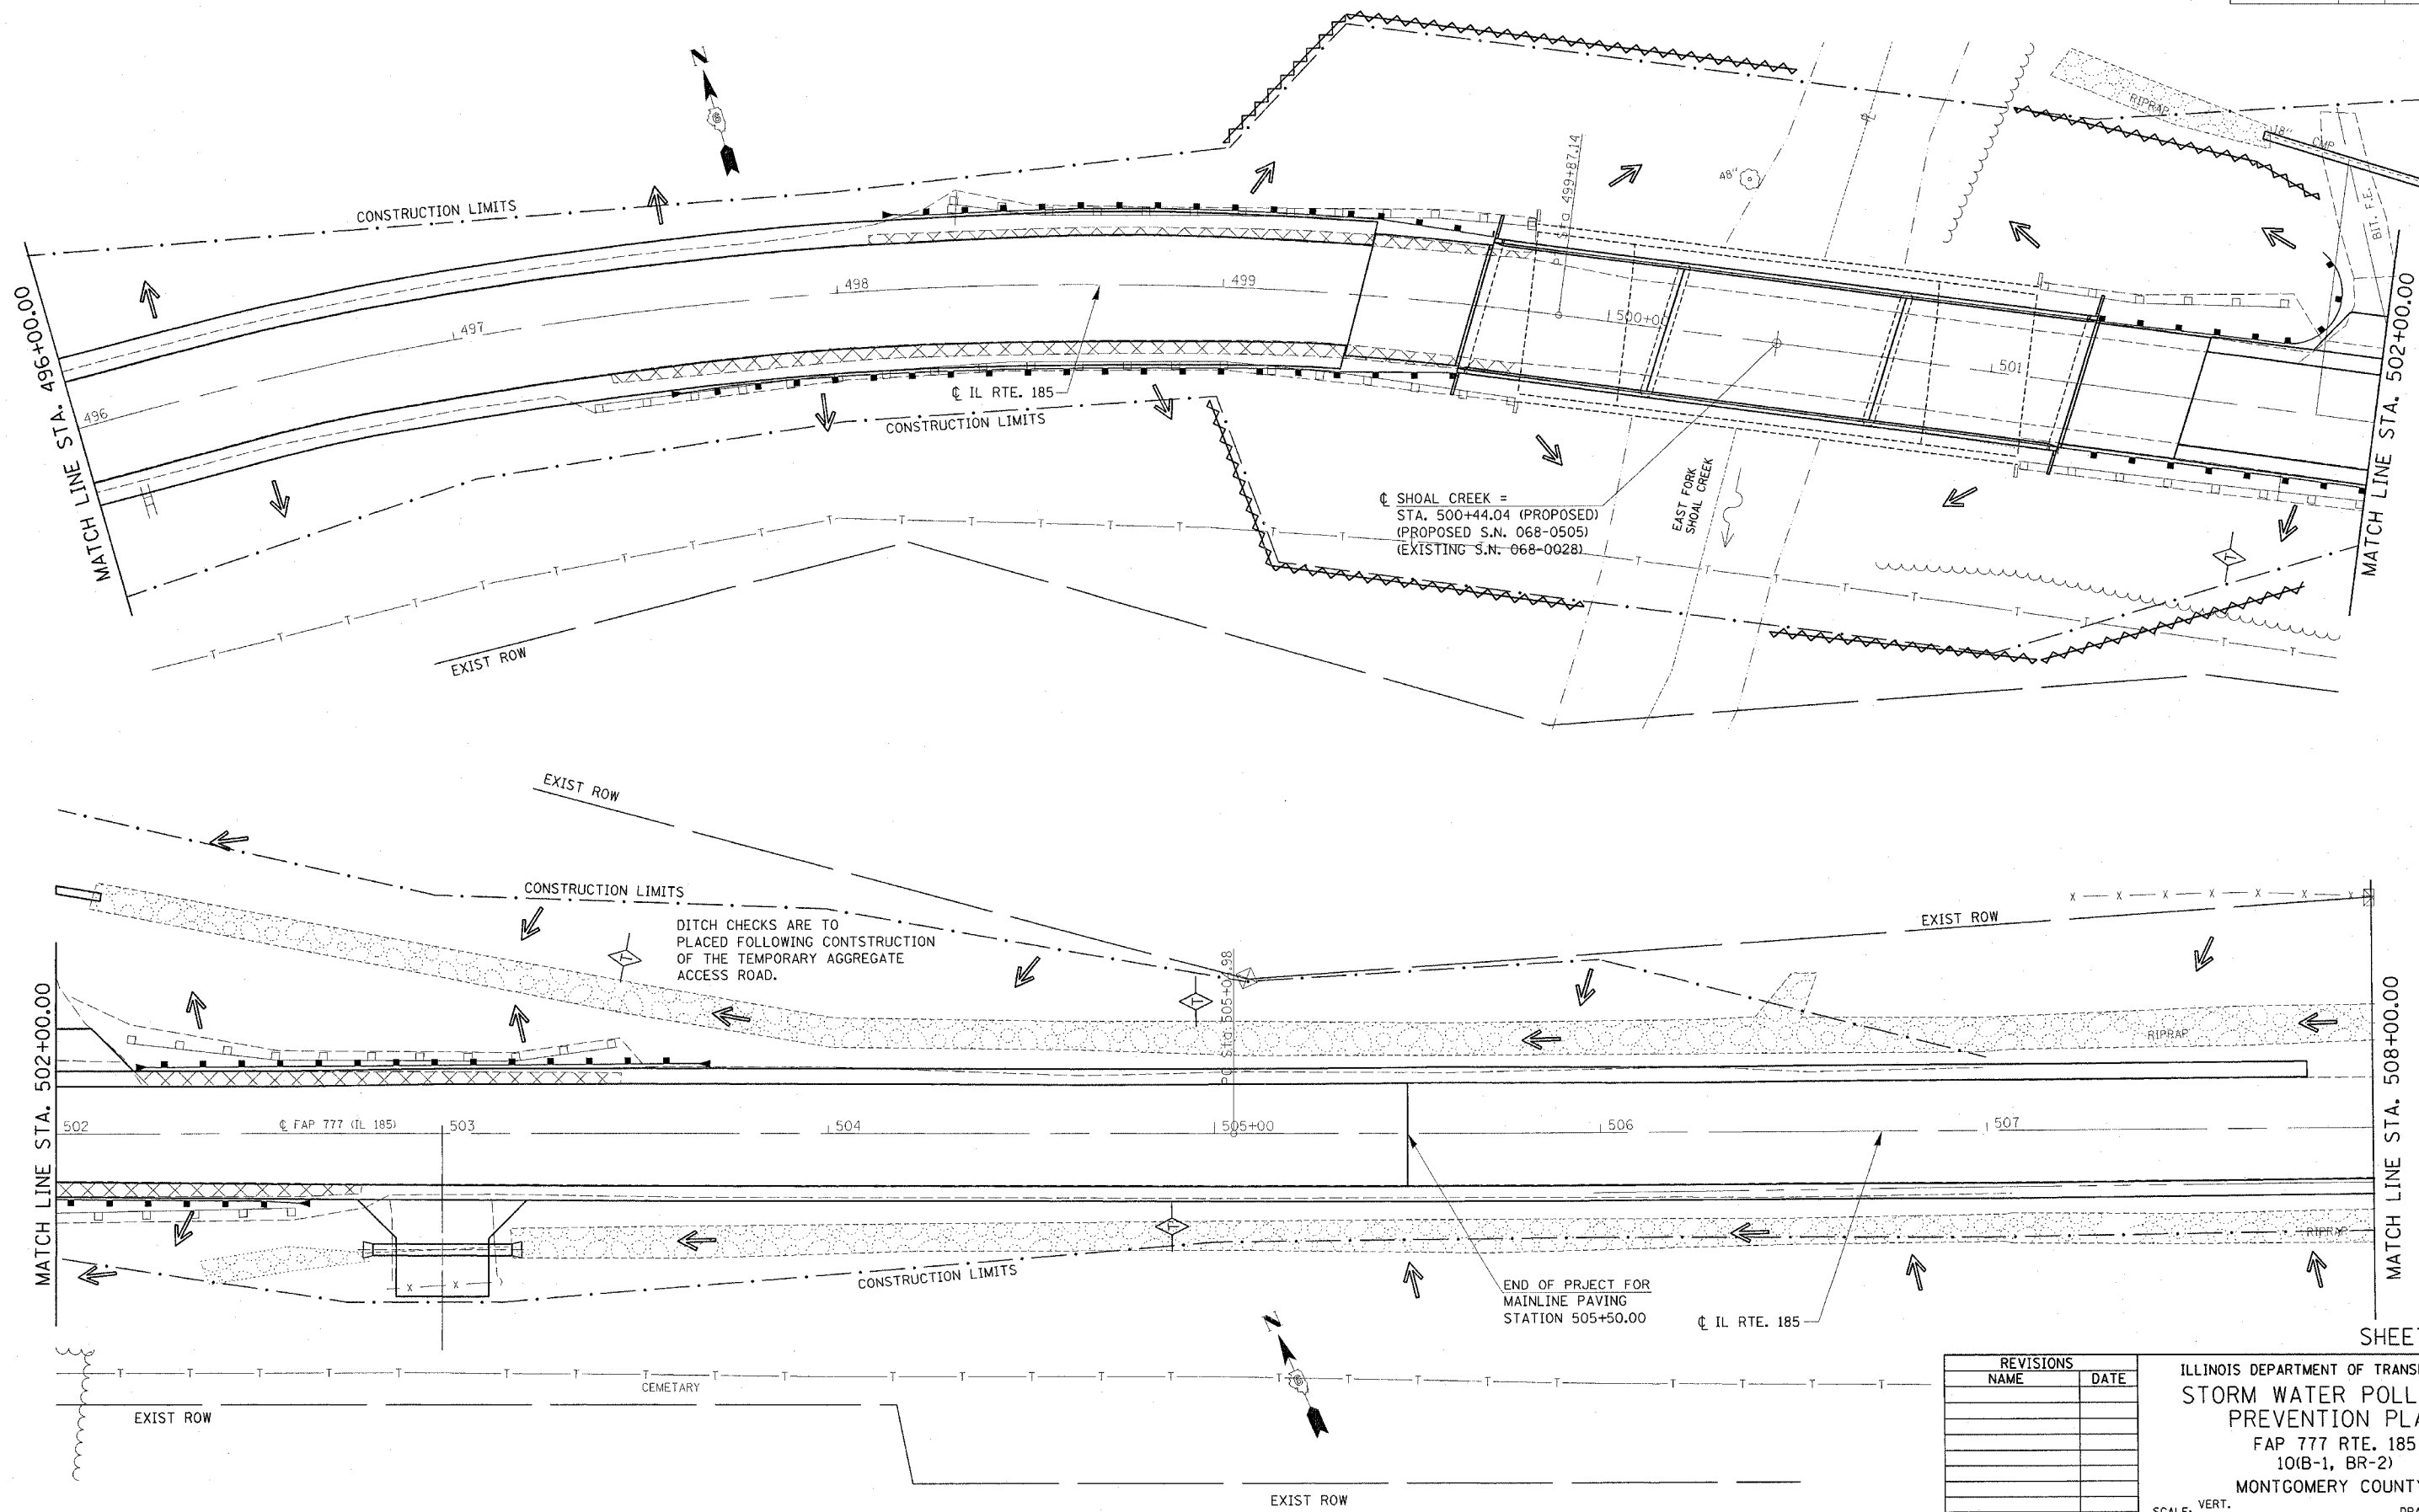 N
CONSTRUCTION LIMITS
MATCH LINE STA. 496+00.00
496
497
498
499
500+00
501
Sta 499+87.14
48"
RIPRAP
18"
CMP
BIT. F.E.
MATCH LINE STA. 502+00.00
℄ IL RTE. 185
CONSTRUCTION LIMITS
℄ SHOAL CREEK =
STA. 500+44.04 (PROPOSED)
(PROPOSED S.N. 068-0505)
(EXISTING S.N. 068-0028)
EAST FORK
SHOAL CREEK
T
EXIST ROW
EXIST ROW
CONSTRUCTION LIMITS
DITCH CHECKS ARE TO
PLACED FOLLOWING CONTSTRUCTION
OF THE TEMPORARY AGGREGATE
ACCESS ROAD.
T
T
EXIST ROW
RIPRAP
MATCH LINE STA. 502+00.00
502
℄ FAP 777 (IL 185)
503
504
505+00
506
507
MATCH LINE STA. 508+00.00
T
RIPRAP
CONSTRUCTION LIMITS
END OF PRJECT FOR
MAINLINE PAVING
STATION 505+50.00
℄ IL RTE. 185
N
CEMETARY
EXIST ROW
EXIST ROW
SHEE
REVISIONS
NAME DATE
ILLINOIS DEPARTMENT OF TRANS
STORM WATER POLL
PREVENTION PLA
FAP 777 RTE. 185
10(B-1, BR-2)
MONTGOMERY COUNTY
SCALE: VERT.